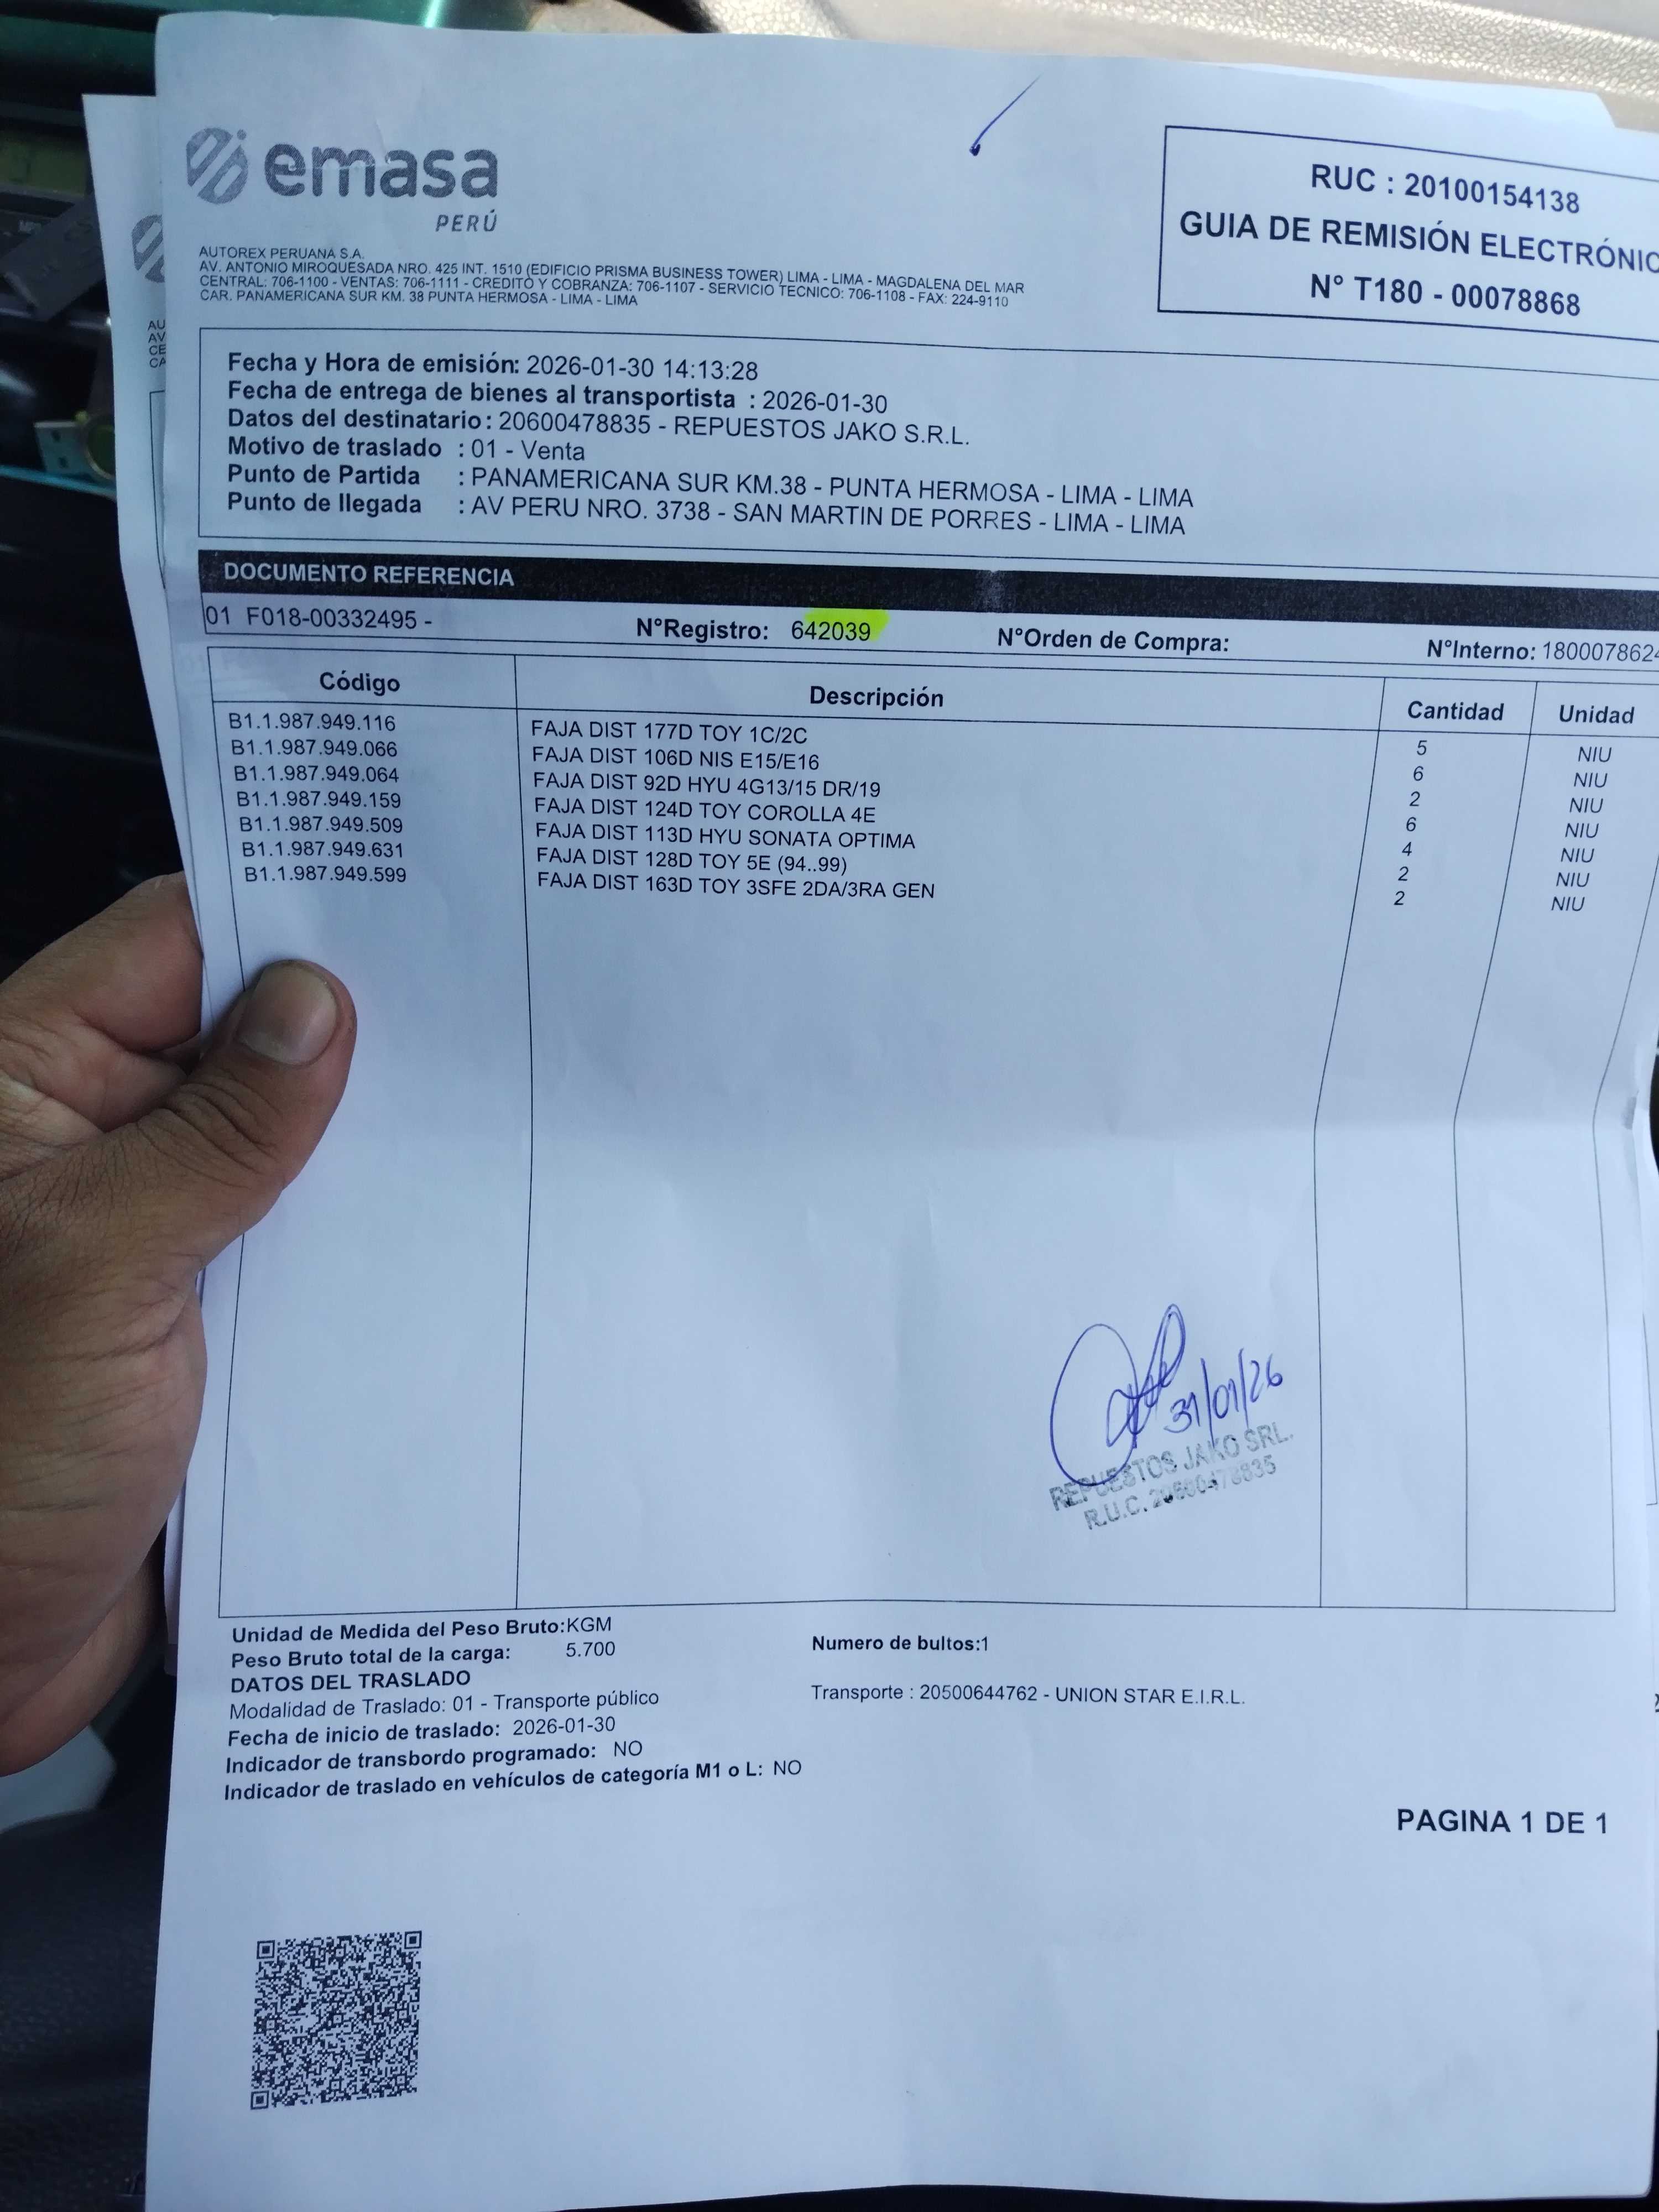 emasa
PERÚ
RUC : 20100154138
GUIA DE REMISIÓN ELECTRÓNIC
N° T180 - 00078868
AUTOREX PERUANA S.A.
AV. ANTONIO MIROQUESADA NRO. 425 INT. 1510 (EDIFICIO PRISMA BUSINESS TOWER) LIMA - LIMA - MAGDALENA DEL MAR
CENTRAL: 706-1100 - VENTAS: 706-1111 - CREDITO Y COBRANZA: 706-1107 - SERVICIO TECNICO: 706-1108 - FAX: 224-9110
CAR. PANAMERICANA SUR KM. 38 PUNTA HERMOSA - LIMA - LIMA
AU
AV
CE
CA
Fecha y Hora de emisión: 2026-01-30 14:13:28
Fecha de entrega de bienes al transportista : 2026-01-30
Datos del destinatario : 20600478835 - REPUESTOS JAKO S.R.L.
Motivo de traslado : 01 - Venta
Punto de Partida : PANAMERICANA SUR KM.38 - PUNTA HERMOSA - LIMA - LIMA
Punto de llegada : AV PERU NRO. 3738 - SAN MARTIN DE PORRES - LIMA - LIMA
DOCUMENTO REFERENCIA
01 F018-00332495 - N°Registro: 642039 N°Orden de Compra: N°Interno: 1800078624
Código Descripción Cantidad Unidad
B1.1.987.949.116 FAJA DIST 177D TOY 1C/2C 5 NIU
B1.1.987.949.066 FAJA DIST 106D NIS E15/E16 6 NIU
B1.1.987.949.064 FAJA DIST 92D HYU 4G13/15 DR/19 2 NIU
B1.1.987.949.159 FAJA DIST 124D TOY COROLLA 4E 6 NIU
B1.1.987.949.509 FAJA DIST 113D HYU SONATA OPTIMA 4 NIU
B1.1.987.949.631 FAJA DIST 128D TOY 5E (94..99) 2 NIU
B1.1.987.949.599 FAJA DIST 163D TOY 3SFE 2DA/3RA GEN 2 NIU
31/01/26
REPUESTOS JAKO SRL.
R.U.C. 20600478835
Unidad de Medida del Peso Bruto:KGM
Peso Bruto total de la carga: 5.700 Numero de bultos:1
DATOS DEL TRASLADO
Modalidad de Traslado: 01 - Transporte público Transporte : 20500644762 - UNION STAR E.I.R.L.
Fecha de inicio de traslado: 2026-01-30
Indicador de transbordo programado: NO
Indicador de traslado en vehículos de categoría M1 o L: NO
PAGINA 1 DE 1